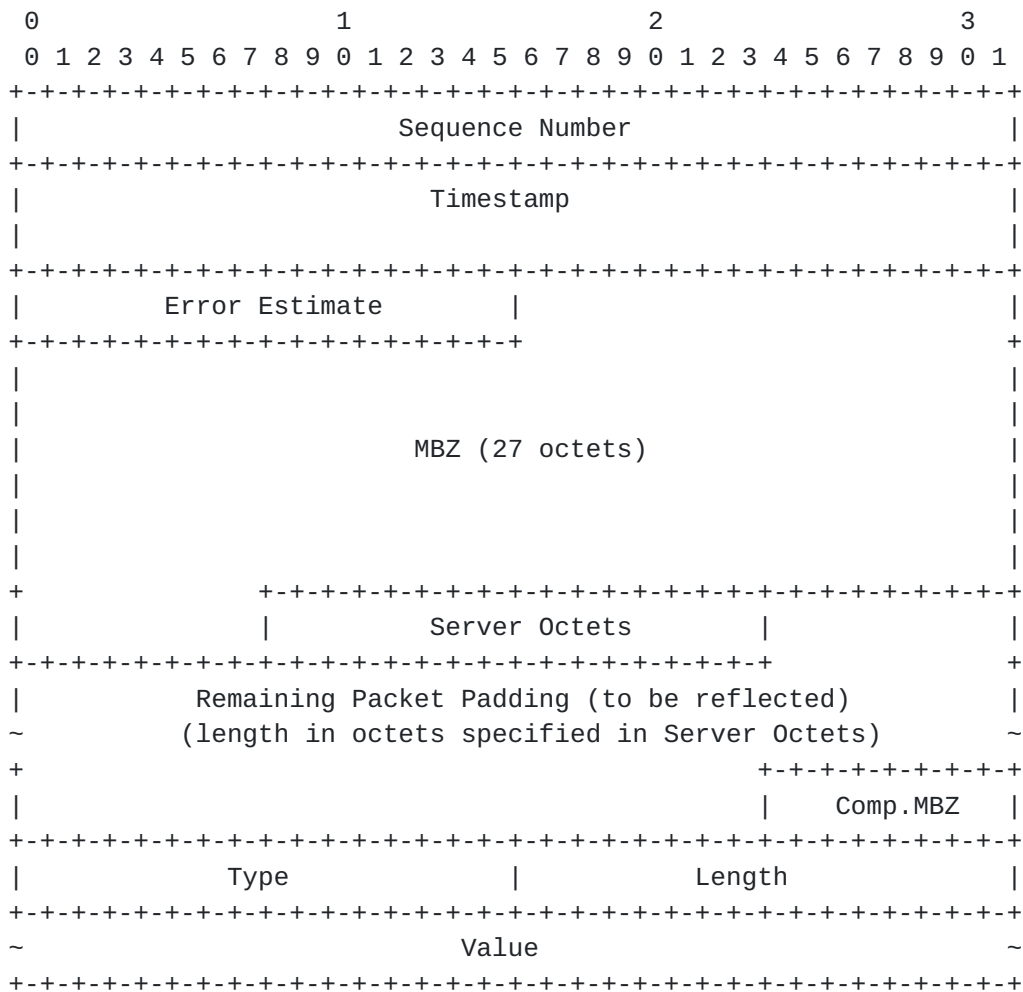 0                   1                   2                   3
 0 1 2 3 4 5 6 7 8 9 0 1 2 3 4 5 6 7 8 9 0 1 2 3 4 5 6 7 8 9 0 1
+-+-+-+-+-+-+-+-+-+-+-+-+-+-+-+-+-+-+-+-+-+-+-+-+-+-+-+-+-+-+-+-+
|                        Sequence Number                        |
+-+-+-+-+-+-+-+-+-+-+-+-+-+-+-+-+-+-+-+-+-+-+-+-+-+-+-+-+-+-+-+-+
|                          Timestamp                            |
|                                                               |
+-+-+-+-+-+-+-+-+-+-+-+-+-+-+-+-+-+-+-+-+-+-+-+-+-+-+-+-+-+-+-+-+
|         Error Estimate        |                               |
+-+-+-+-+-+-+-+-+-+-+-+-+-+-+-+-+                               +
|                                                               |
|                                                               |
|                         MBZ (27 octets)                       |
|                                                               |
|                                                               |
|                                                               |
+               +-+-+-+-+-+-+-+-+-+-+-+-+-+-+-+-+-+-+-+-+-+-+-+-+
|               |          Server Octets        |               |
+-+-+-+-+-+-+-+-+-+-+-+-+-+-+-+-+-+-+-+-+-+-+-+-+               +
|           Remaining Packet Padding (to be reflected)          |
~          (length in octets specified in Server Octets)        ~
+                                               +-+-+-+-+-+-+-+-+
|                                               |    Comp.MBZ   |
+-+-+-+-+-+-+-+-+-+-+-+-+-+-+-+-+-+-+-+-+-+-+-+-+-+-+-+-+-+-+-+-+
|             Type              |           Length              |
+-+-+-+-+-+-+-+-+-+-+-+-+-+-+-+-+-+-+-+-+-+-+-+-+-+-+-+-+-+-+-+-+
~                            Value                              ~
+-+-+-+-+-+-+-+-+-+-+-+-+-+-+-+-+-+-+-+-+-+-+-+-+-+-+-+-+-+-+-+-+